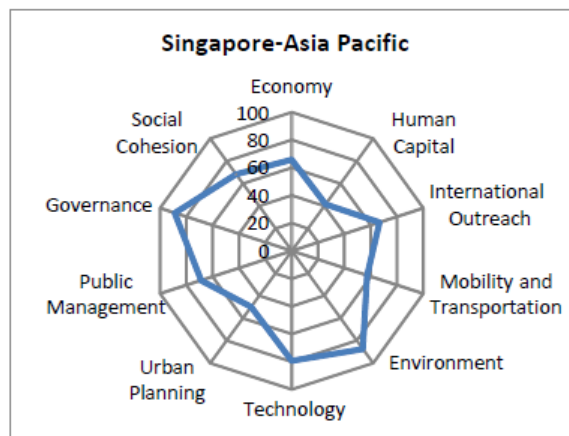 Singapore-Asia Pacific
Economy
Social
Cohesion
Human
Capital
100
80
60
40
20
0
Governance
International
Outreach
Public
Management
Mobility and
Transportation
Urban
Planning
Environment
Technology